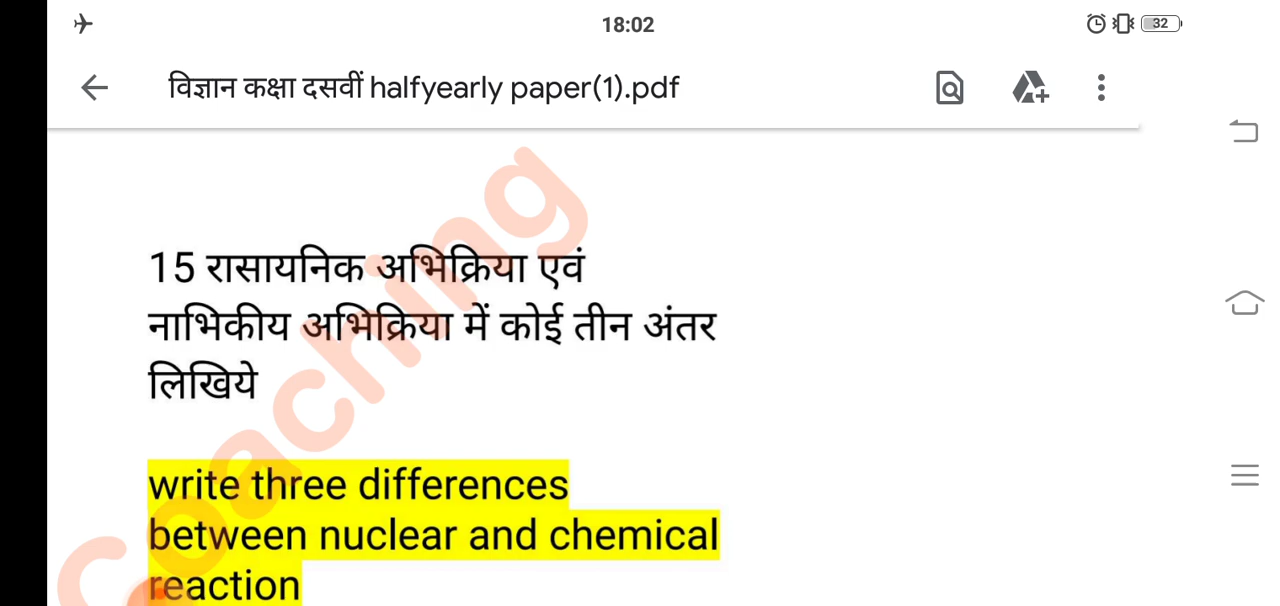 18:02
32
विज्ञान कक्षा दसवीं halfyearly paper(1).pdf
15 रासायनिक अभिक्रिया एवं
नाभिकीय अभिक्रिया में कोई तीन अंतर
लिखिये
write three differences
between nuclear and chemical
reaction
Coaching